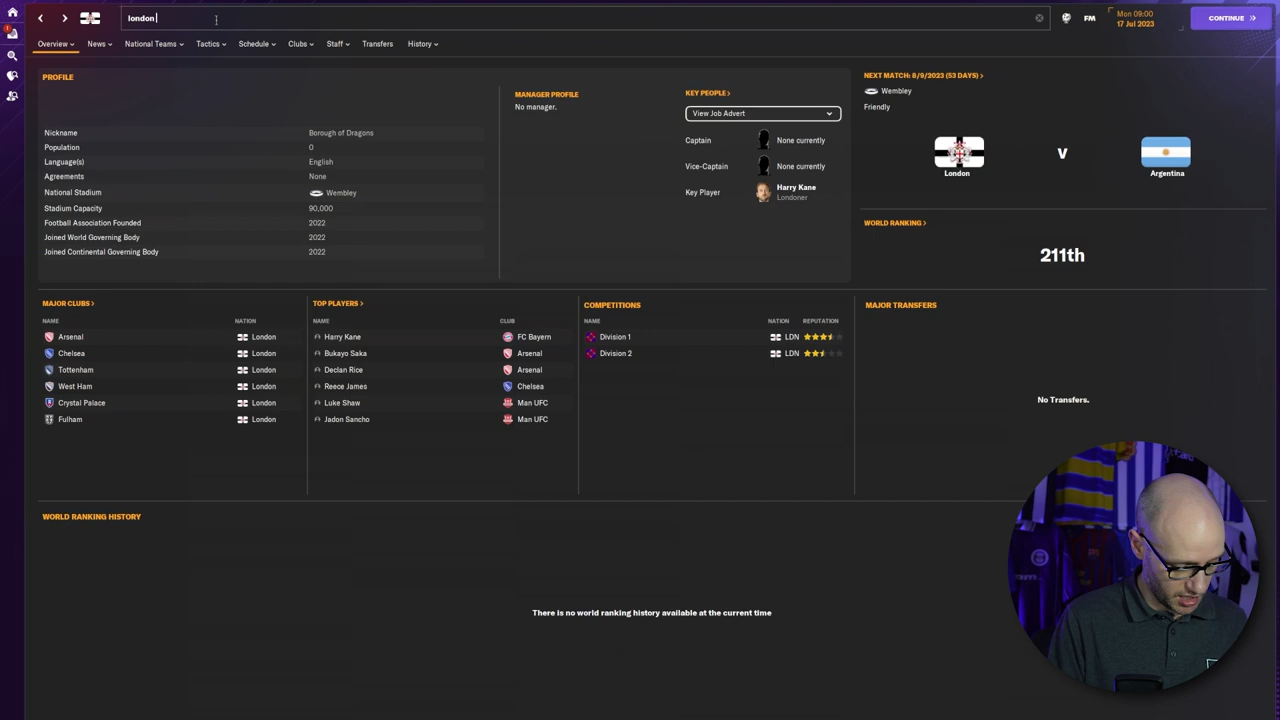 london
FM
Mon 09:00
17 Jul 2023
CONTINUE
Overview
News
National Teams
Tactics
Schedule
Clubs
Staff
Transfers
History
PROFILE
Nickname Borough of Dragons
Population 0
Language(s) English
Agreements None
National Stadium Wembley
Stadium Capacity 90,000
Football Association Founded 2022
Joined World Governing Body 2022
Joined Continental Governing Body 2022
MANAGER PROFILE
No manager.
KEY PEOPLE
View Job Advert
Captain None currently
Vice-Captain None currently
Key Player Harry Kane
Londoner
NEXT MATCH: 8/9/2023 (53 DAYS)
Wembley
Friendly
V
London Argentina
WORLD RANKING
211th
MAJOR CLUBS
NAME NATION
Arsenal London
Chelsea London
Tottenham London
West Ham London
Crystal Palace London
Fulham London
TOP PLAYERS
NAME CLUB
Harry Kane FC Bayern
Bukayo Saka Arsenal
Declan Rice Arsenal
Reece James Chelsea
Luke Shaw Man UFC
Jadon Sancho Man UFC
COMPETITIONS
NAME NATION REPUTATION
Division 1 LDN
Division 2 LDN
MAJOR TRANSFERS
No Transfers.
WORLD RANKING HISTORY
There is no world ranking history available at the current time